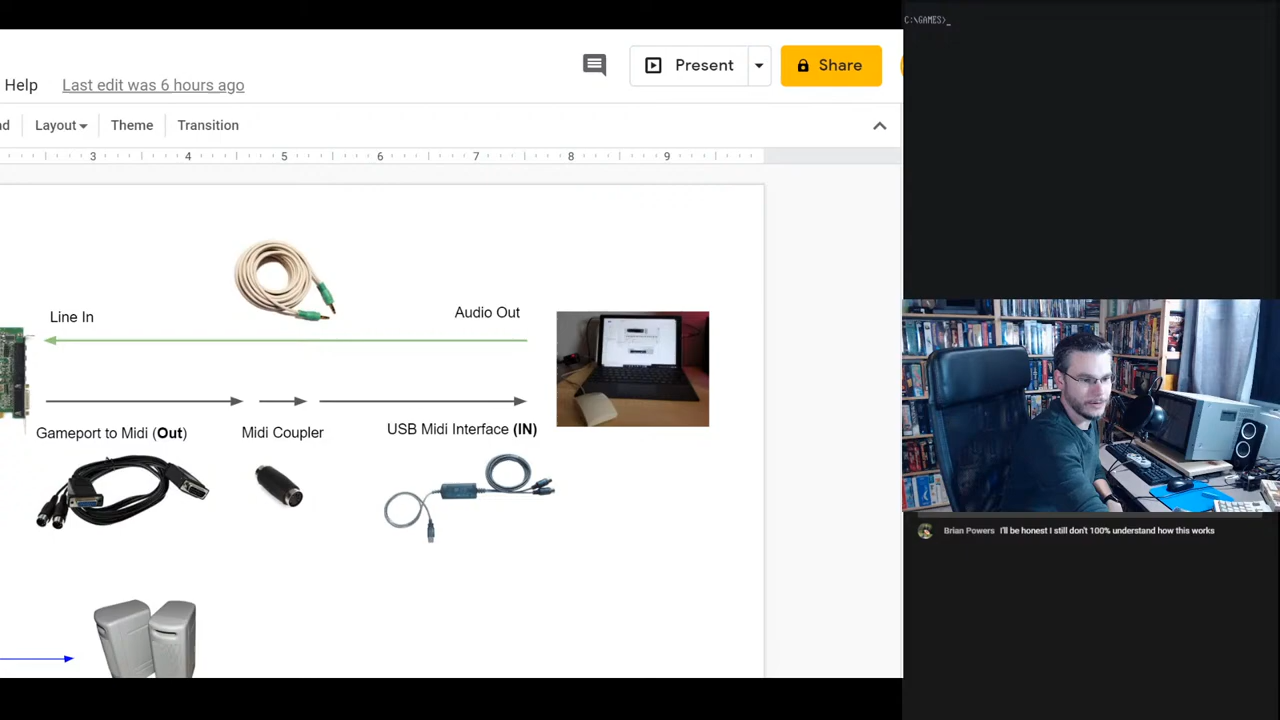 C:\GAMES>_
Help Last edit was 6 hours ago
Present
Share
Layout Theme Transition
3 4 5 6 7 8 9
Line In
Audio Out
Gameport to Midi (Out)
Midi Coupler
USB Midi Interface (IN)
Brian Powers I'll be honest I still don't 100% understand how this works